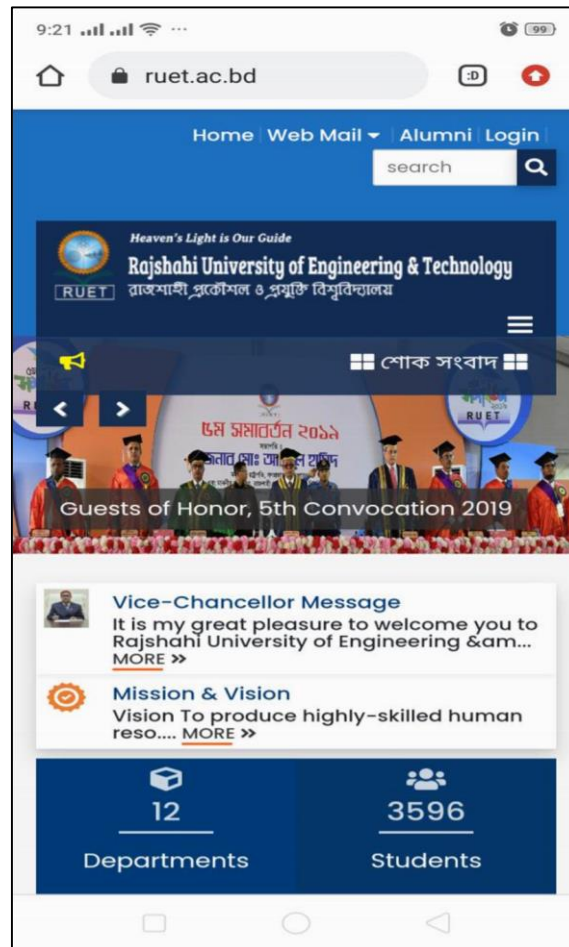 9:21
99
ruet.ac.bd
:D
Home Web Mail Alumni Login
search
Heaven's Light is Our Guide
Rajshahi University of Engineering & Technology
RUET
রাজশাহী প্রকৌশল ও প্রযুক্তি বিশ্ববিদ্যালয়
শোক সংবাদ
৫ম সমাবর্তন ২০১৯
RUET
Guests of Honor, 5th Convocation 2019
Vice-Chancellor Message
It is my great pleasure to welcome you to
Rajshahi University of Engineering &am...
MORE »
Mission & Vision
Vision To produce highly-skilled human
reso.... MORE »
12
3596
Departments
Students